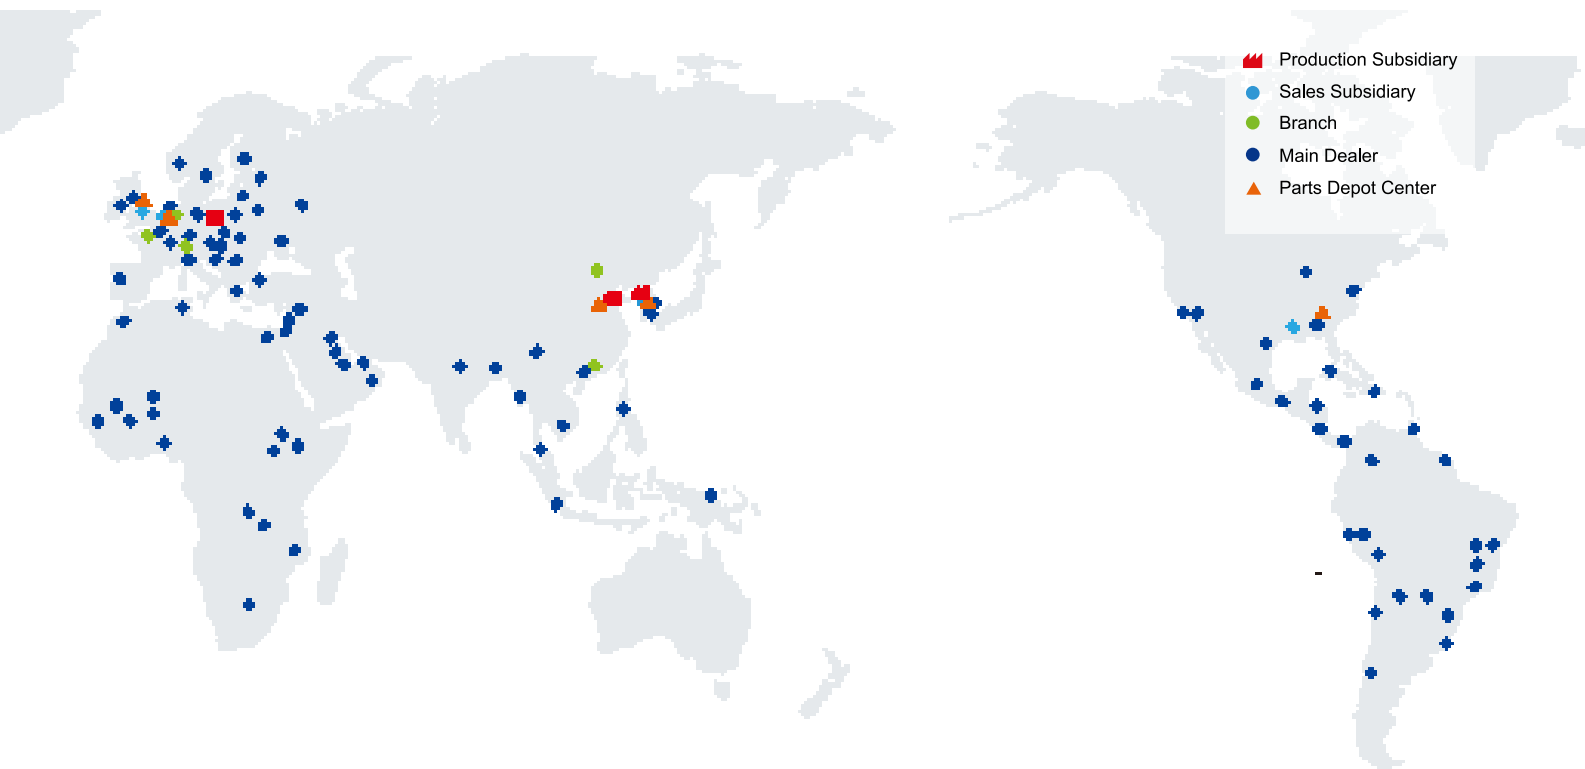 Production Subsidiary
Sales Subsidiary
Branch
Main Dealer
Parts Depot Center